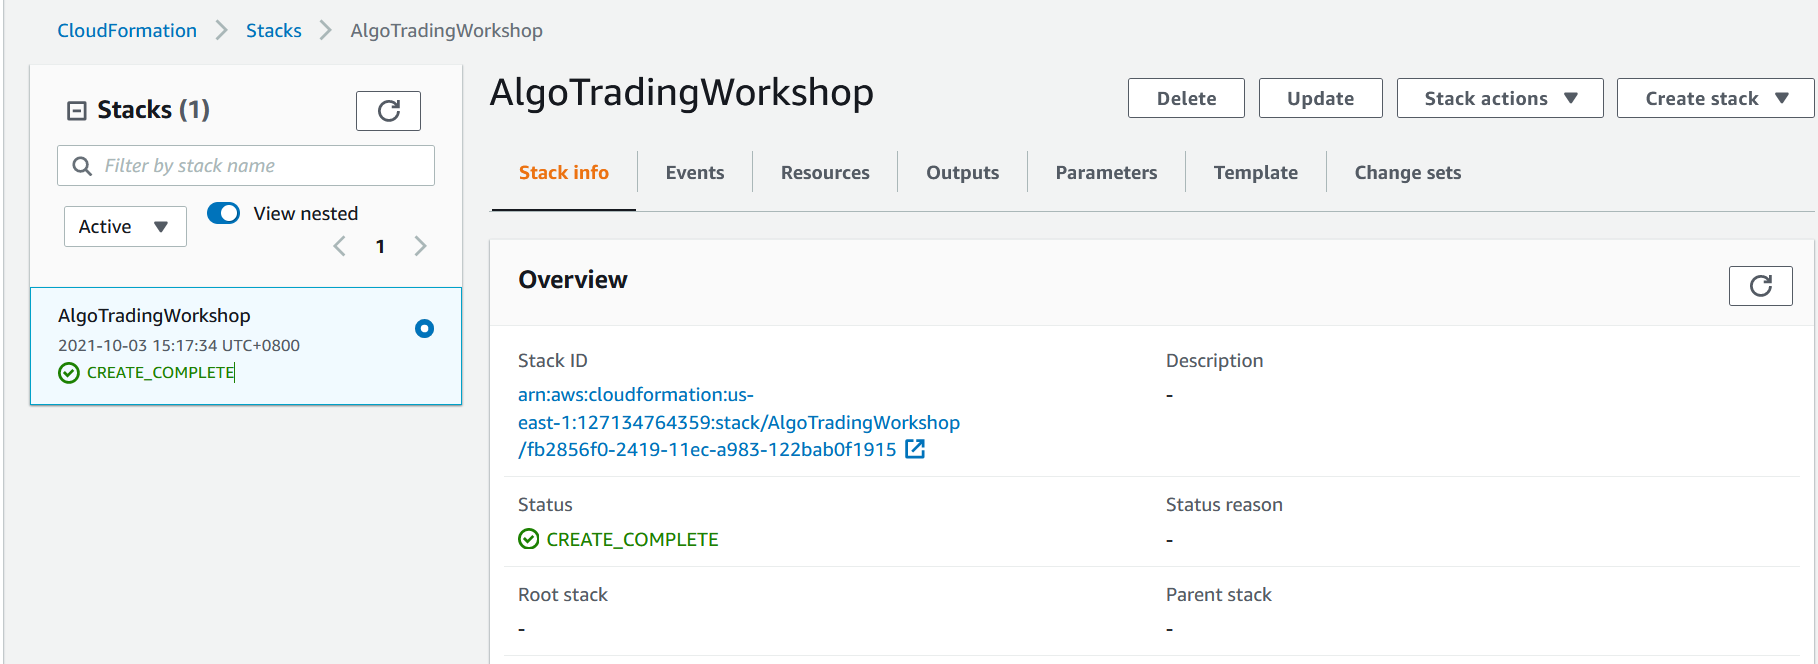 CloudFormation > Stacks > AlgoTradingWorkshop
Stacks (1)
Filter by stack name
Active
View nested
1
AlgoTradingWorkshop
2021-10-03 15:17:34 UTC+0800
CREATE_COMPLETE
AlgoTradingWorkshop
Delete
Update
Stack actions
Create stack
Stack info
Events
Resources
Outputs
Parameters
Template
Change sets
Overview
Stack ID
arn:aws:cloudformation:us-
east-1:127134764359:stack/AlgoTradingWorkshop
/fb2856f0-2419-11ec-a983-122bab0f1915
Description
-
Status
CREATE_COMPLETE
Status reason
-
Root stack
-
Parent stack
-